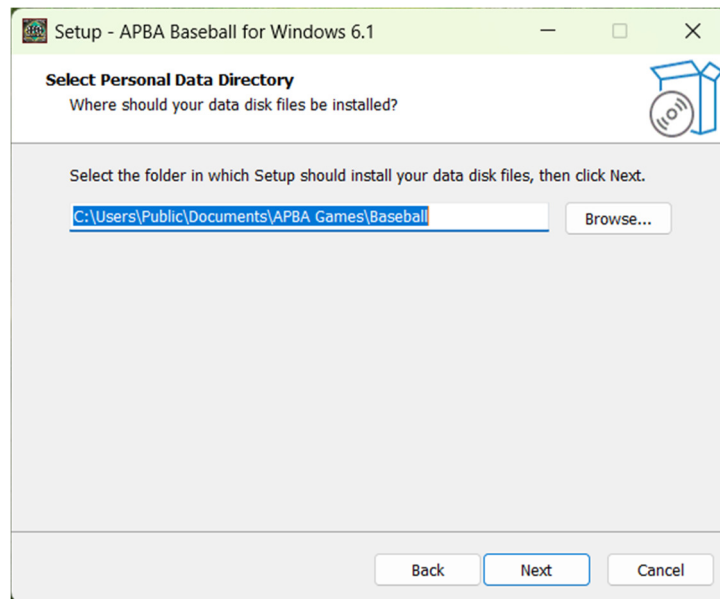 Setup - APBA Baseball for Windows 6.1
Select Personal Data Directory
Where should your data disk files be installed?
Select the folder in which Setup should install your data disk files, then click Next.
C:\Users\Public\Documents\APBA Games\Baseball
Browse...
Back
Next
Cancel